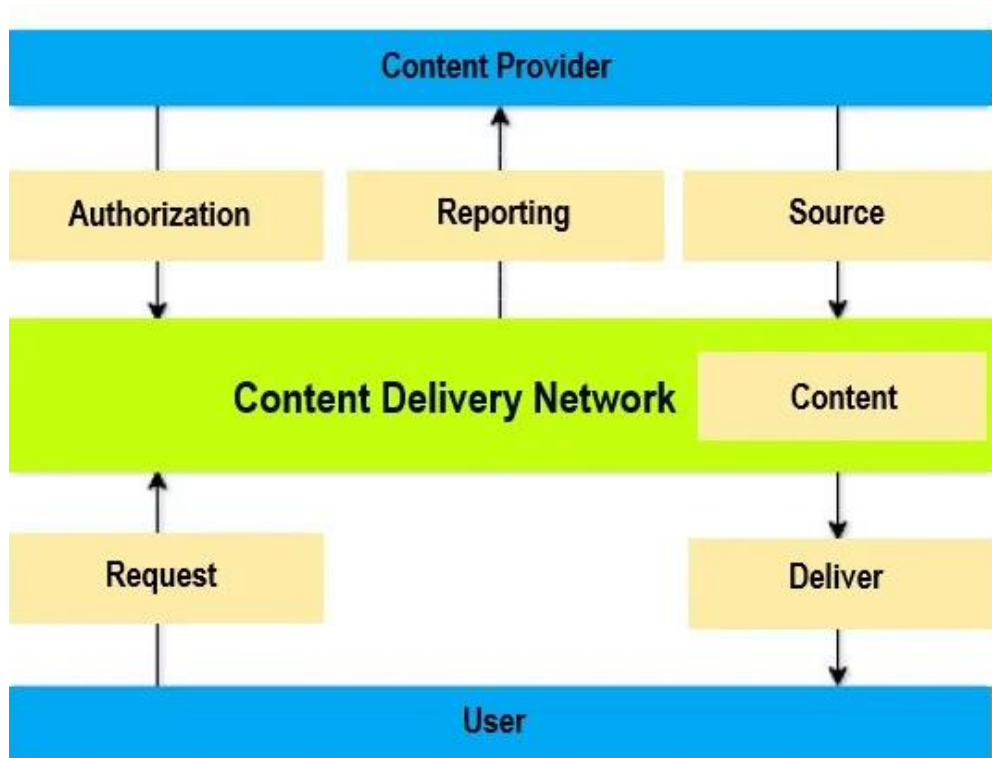 Content Provider
Authorization
Reporting
Source
Content Delivery Network
Content
Request
Deliver
User